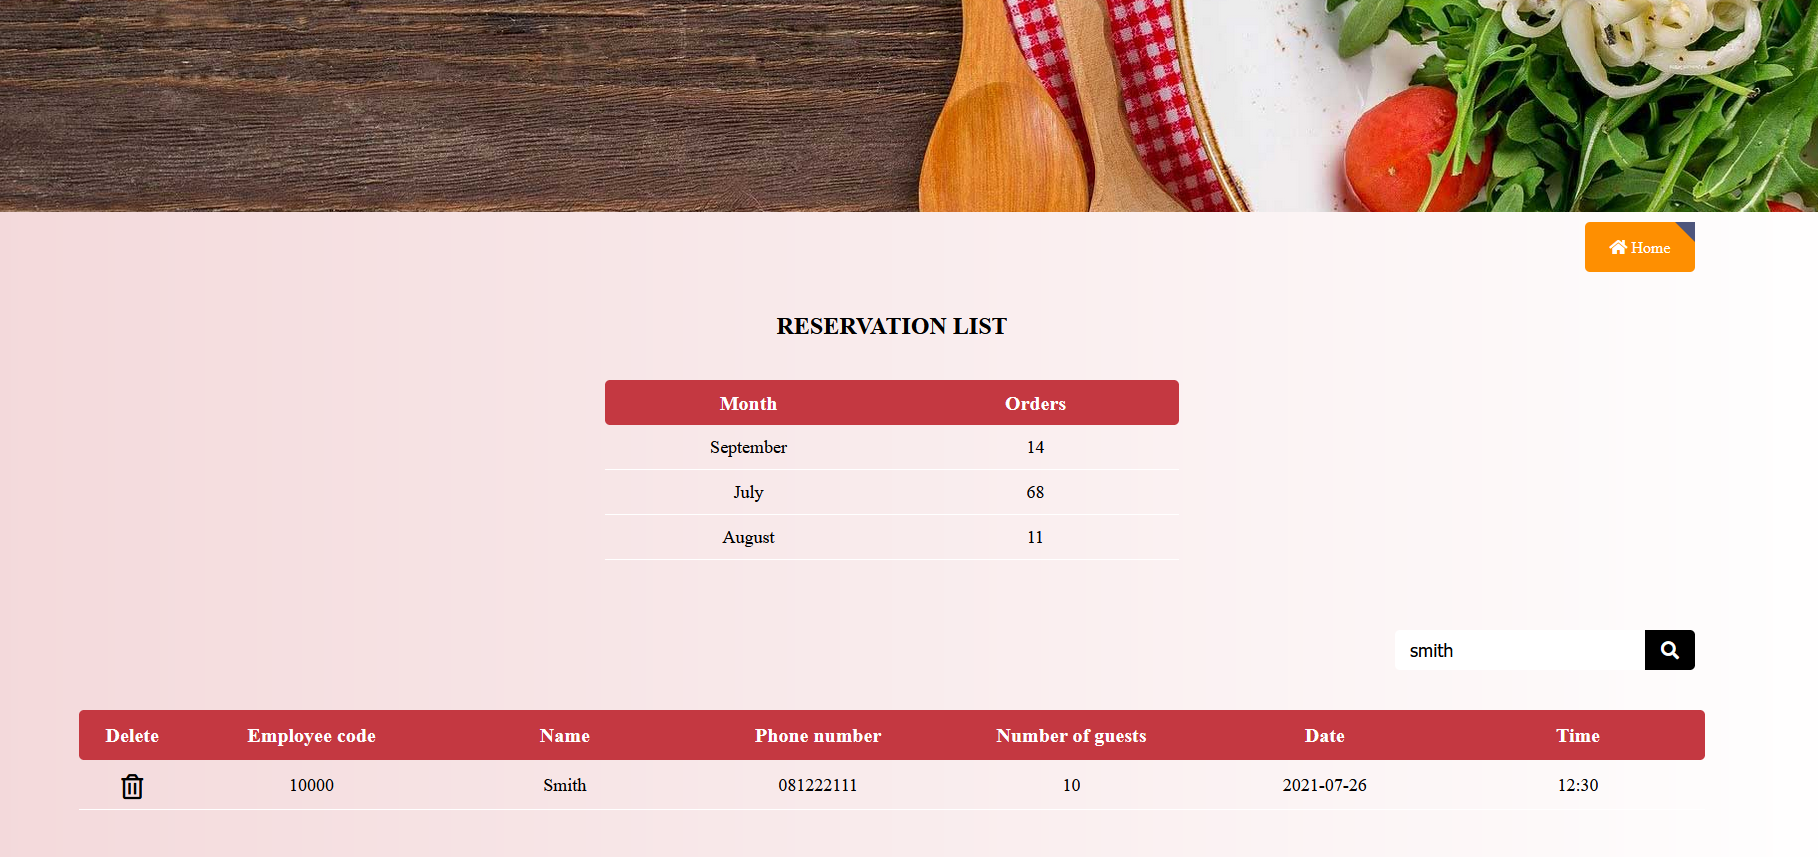 Home
RESERVATION LIST
Month Orders
September 14
July 68
August 11
smith
Delete Employee code Name Phone number Number of guests Date Time
10000 Smith 081222111 10 2021-07-26 12:30